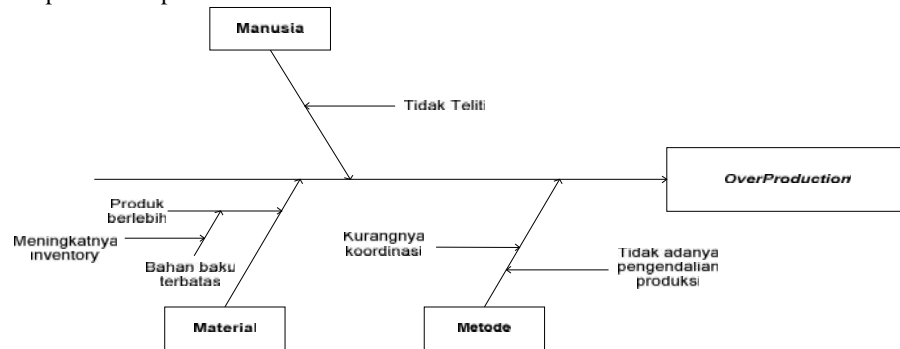 Manusia
Tidak Teliti
OverProduction
Produk
berlebih
Meningkatnya
inventory
Bahan baku
terbatas
Kurangnya
koordinasi
Tidak adanya
pengendalian
produksi
Material
Metode